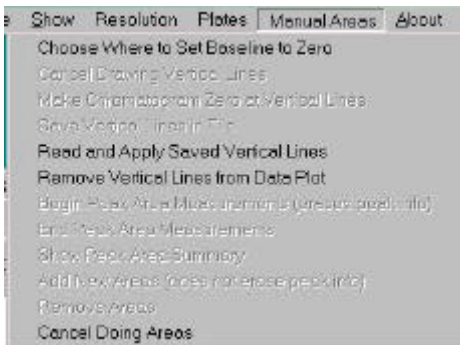 Show Resolution Plates Manual Areas About
Choose Where to Set Baseline to Zero
Cancel Drawing Vertical Lines
Make Chromatogram Zero at Vertical Lines
Save Vertical Lines in File
Read and Apply Saved Vertical Lines
Remove Vertical Lines from Data Plot
Begin Peak Area Measurements (erases peak info)
End Peak Area Measurements
Show Peak Area Summary
Add New Areas (does not erase peak info)
Remove Areas
Cancel Doing Areas